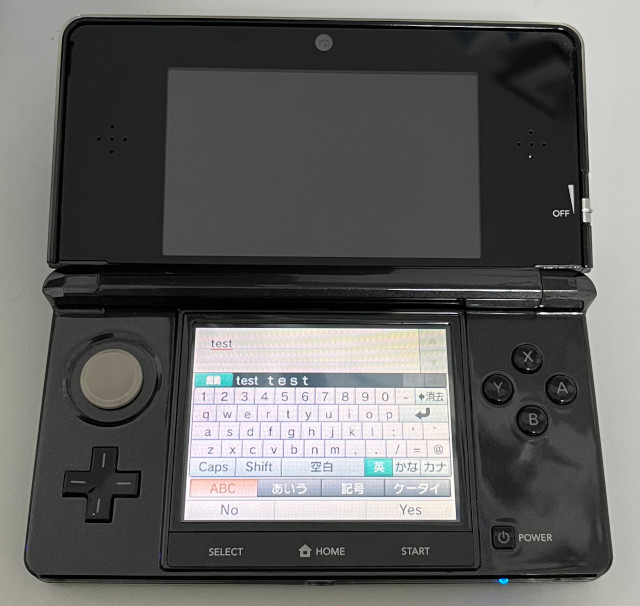 OFF
test
test ｔｅｓｔ
1 2 3 4 5 6 7 8 9 0 - 消去
q w e r t y u i o p
a s d f g h j k l : ' "
z x c v b n m , . / = @
Caps Shift 空白 英 かな カナ
ABC あいう 記号 ケータイ
No Yes
X
Y A
B
SELECT HOME START
POWER